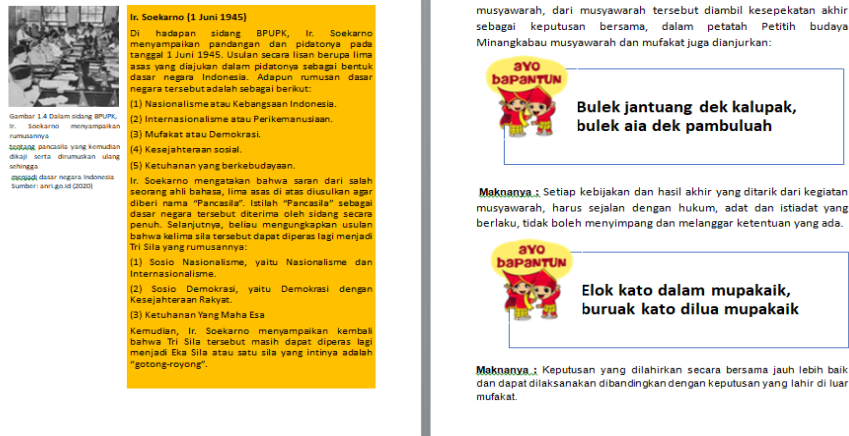 Gambar 1.4 Dalam sidang BPUPK,
Ir. Soekarno menyampaikan
rumusannya
tentang pancasila yang kemudian
dikaji serta dirumuskan ulang
sehingga
menjadi dasar negara Indonesia
Sumber: anri.go.id (2020)
Ir. Soekarno (1 Juni 1945)
Di hadapan sidang BPUPK, Ir. Soekarno
menyampaikan pandangan dan pidatonya pada
tanggal 1 Juni 1945. Usulan secara lisan berupa lima
asas yang diajukan dalam pidatonya sebagai bentuk
dasar negara Indonesia. Adapun rumusan dasar
negara tersebut adalah sebagai berikut:
(1) Nasionalisme atau Kebangsaan Indonesia.
(2) Internasionalisme atau Perikemanusiaan.
(3) Mufakat atau Demokrasi.
(4) Kesejahteraan sosial.
(5) Ketuhanan yang berkebudayaan.
Ir. Soekarno mengatakan bahwa saran dari salah
seorang ahli bahasa, lima asas di atas diusulkan agar
diberi nama “Pancasila”. Istilah “Pancasila” sebagai
dasar negara tersebut diterima oleh sidang secara
penuh. Selanjutnya, beliau mengungkapkan usulan
bahwa kelima sila tersebut dapat diperas lagi menjadi
Tri Sila yang rumusannya:
(1) Sosio Nasionalisme, yaitu Nasionalisme dan
Internasionalisme.
(2) Sosio Demokrasi, yaitu Demokrasi dengan
Kesejahteraan Rakyat.
(3) Ketuhanan Yang Maha Esa
Kemudian, Ir. Soekarno menyampaikan kembali
bahwa Tri Sila tersebut masih dapat diperas lagi
menjadi Eka Sila atau satu sila yang intinya adalah
“gotong-royong”.
musyawarah, dari musyawarah tersebut diambil kesepekatan akhir
sebagai keputusan bersama, dalam petatah Petitih budaya
Minangkabau musyawarah dan mufakat juga dianjurkan:
AYO
BAPANTUN
Bulek jantuang dek kalupak,
bulek aia dek pambuluah
Maknanya : Setiap kebijakan dan hasil akhir yang ditarik dari kegiatan
musyawarah, harus sejalan dengan hukum, adat dan istiadat yang
berlaku, tidak boleh menyimpang dan melanggar ketentuan yang ada.
AYO
BAPANTUN
Elok kato dalam mupakaik,
buruak kato dilua mupakaik
Maknanya : Keputusan yang dilahirkan secara bersama jauh lebih baik
dan dapat dilaksanakan dibandingkan dengan keputusan yang lahir di luar
mufakat.